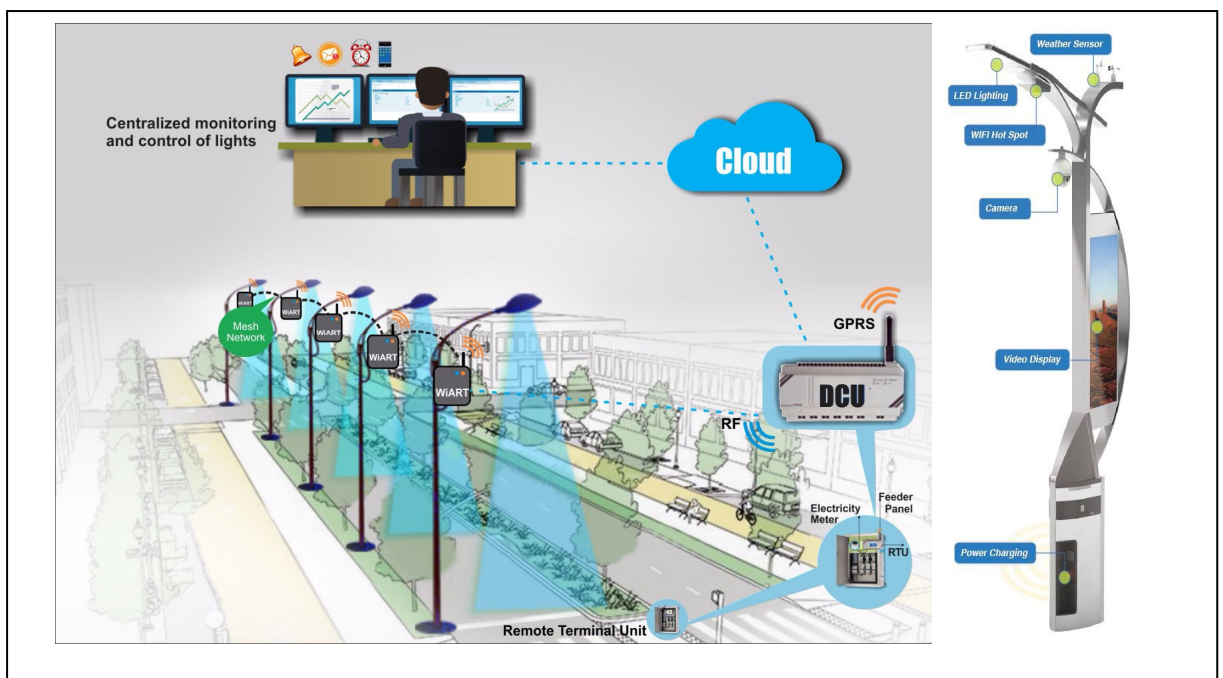 Centralized monitoring
and control of lights
Cloud
Mesh
Network
WiART
WiART
WiART
WiART
WiART
GPRS
DCU
RF
Electricity
Meter
Feeder
Panel
RTU
Remote Terminal Unit
Weather Sensor
LED Lighting
WIFI Hot Spot
Camera
Video Display
Power Charging